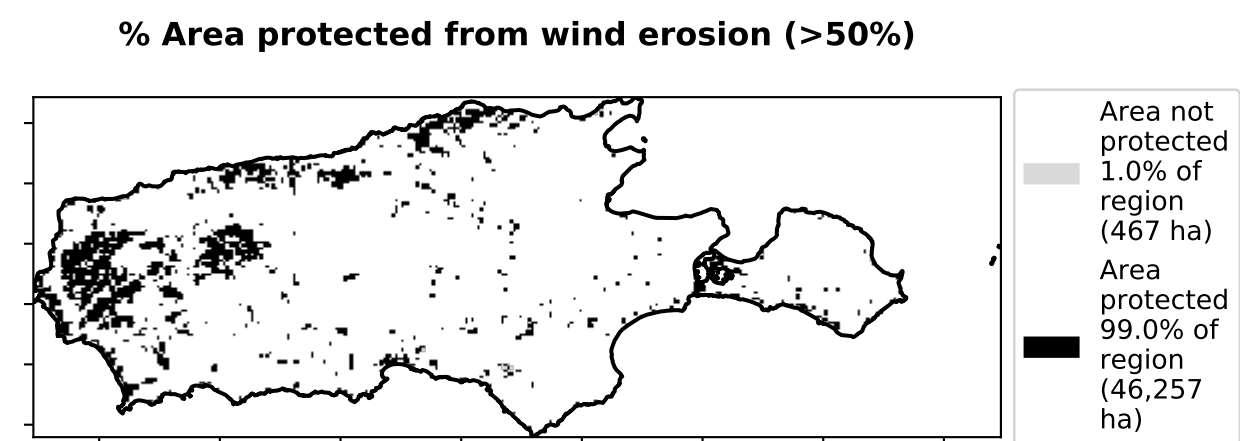 % Area protected from wind erosion (>50%)
Area not
protected
1.0% of
region
(467 ha)
Area
protected
99.0% of
region
(46,257
ha)